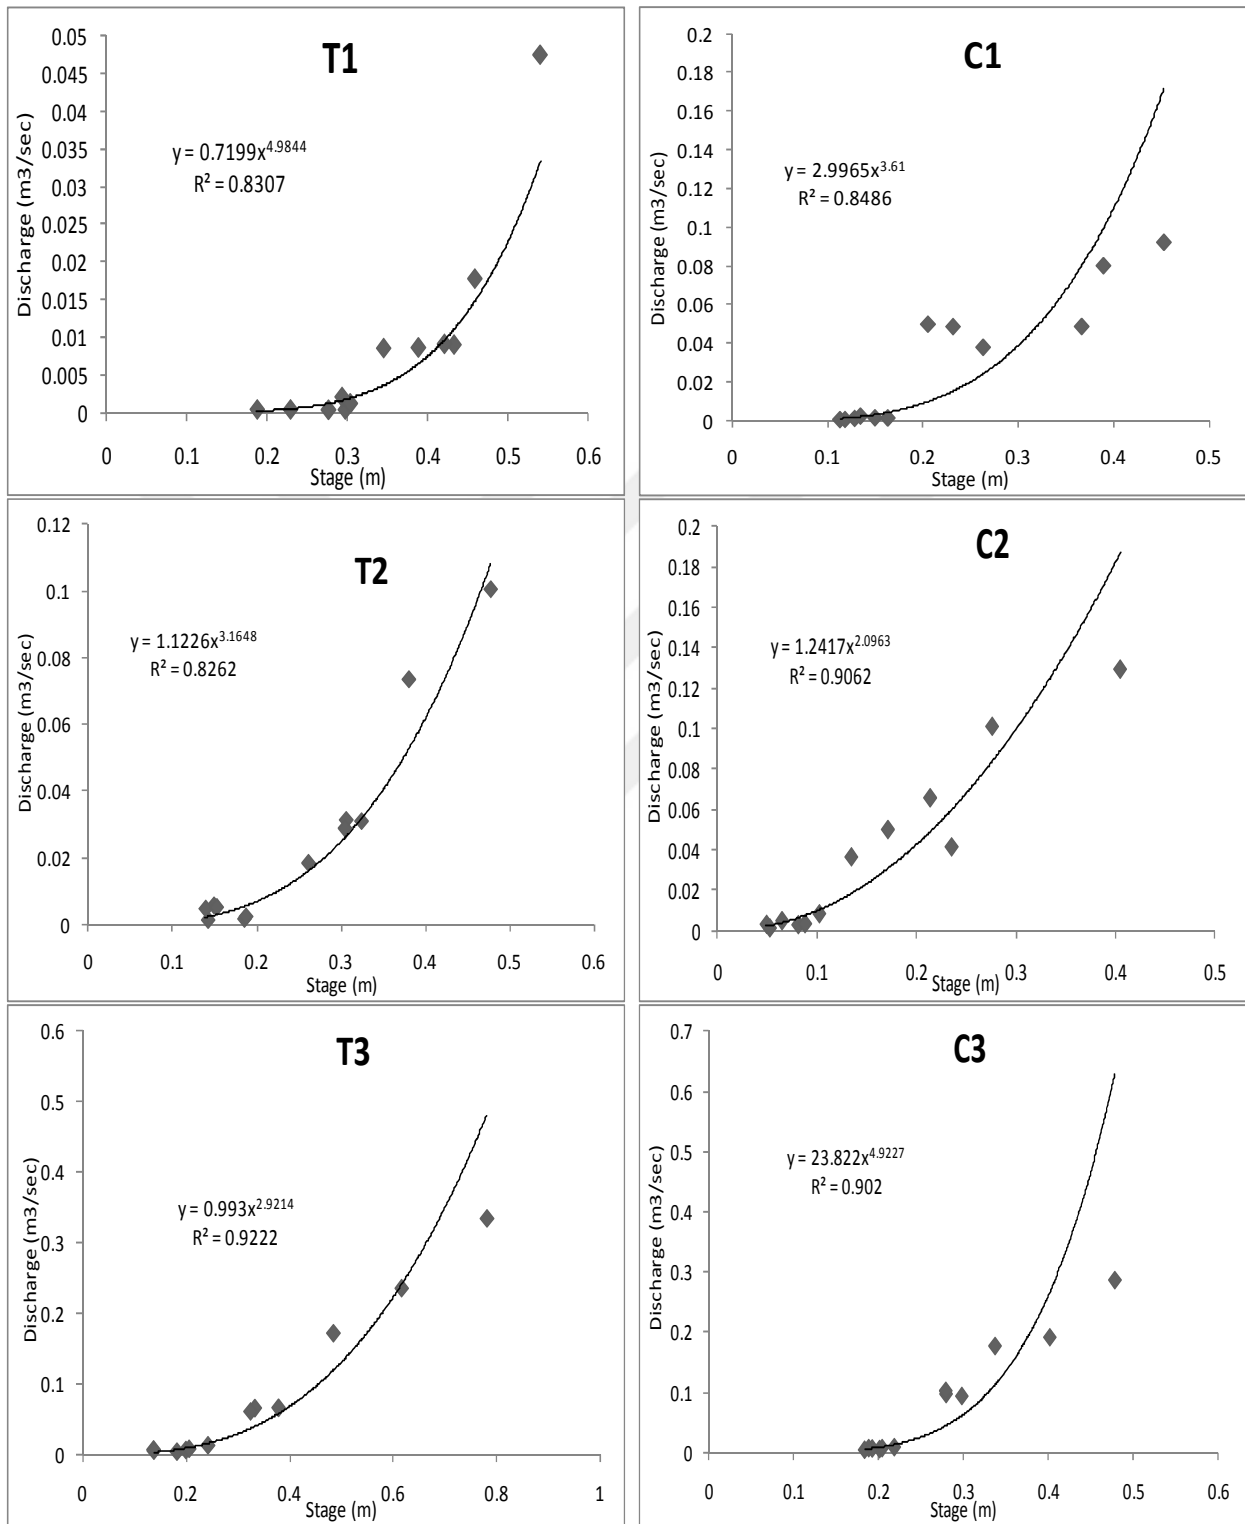 T1
0.05
0.045
0.04
0.035
0.03
0.025
0.02
0.015
0.01
0.005
0
Discharge (m3/sec)
y = 0.7199x^4.9844
R² = 0.8307
0 0.1 0.2 0.3 0.4 0.5 0.6
Stage (m)
C1
0.2
0.18
0.16
0.14
0.12
0.1
0.08
0.06
0.04
0.02
0
Discharge (m3/sec)
y = 2.9965x^3.61
R² = 0.8486
0 0.1 0.2 0.3 0.4 0.5
Stage (m)
T2
0.12
0.1
0.08
0.06
0.04
0.02
0
Discharge (m3/sec)
y = 1.1226x^3.1648
R² = 0.8262
0 0.1 0.2 0.3 0.4 0.5 0.6
Stage (m)
C2
0.2
0.18
0.16
0.14
0.12
0.1
0.08
0.06
0.04
0.02
0
Discharge (m3/sec)
y = 1.2417x^2.0963
R² = 0.9062
0 0.1 0.2 0.3 0.4 0.5
Stage (m)
T3
0.6
0.5
0.4
0.3
0.2
0.1
0
Discharge (m3/sec)
y = 0.993x^2.9214
R² = 0.9222
0 0.2 0.4 0.6 0.8 1
Stage (m)
C3
0.7
0.6
0.5
0.4
0.3
0.2
0.1
0
Discharge (m3/sec)
y = 23.822x^4.9227
R² = 0.902
0 0.1 0.2 0.3 0.4 0.5 0.6
Stage (m)